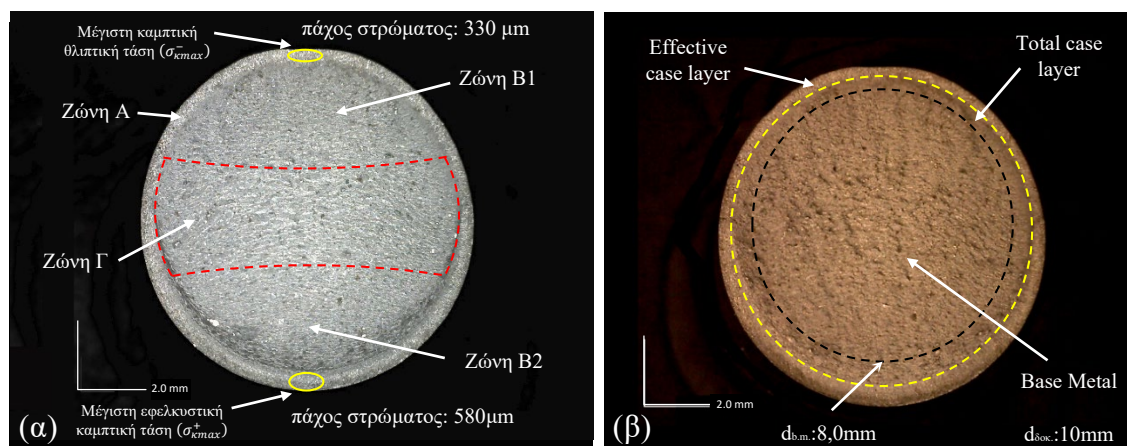 Μέγιστη καμπτική
θλιπτική τάση (σ⁻κmax)
πάχος στρώματος: 330 μm
Ζώνη Β1
Ζώνη Α
Ζώνη Γ
Ζώνη Β2
2.0 mm
(α)
Μέγιστη εφελκυστική
καμπτική τάση (σ⁺κmax)
πάχος στρώματος: 580μm
Effective
case layer
Total case
layer
Base Metal
2.0 mm
(β)
db.m.:8,0mm
dδοκ.:10mm